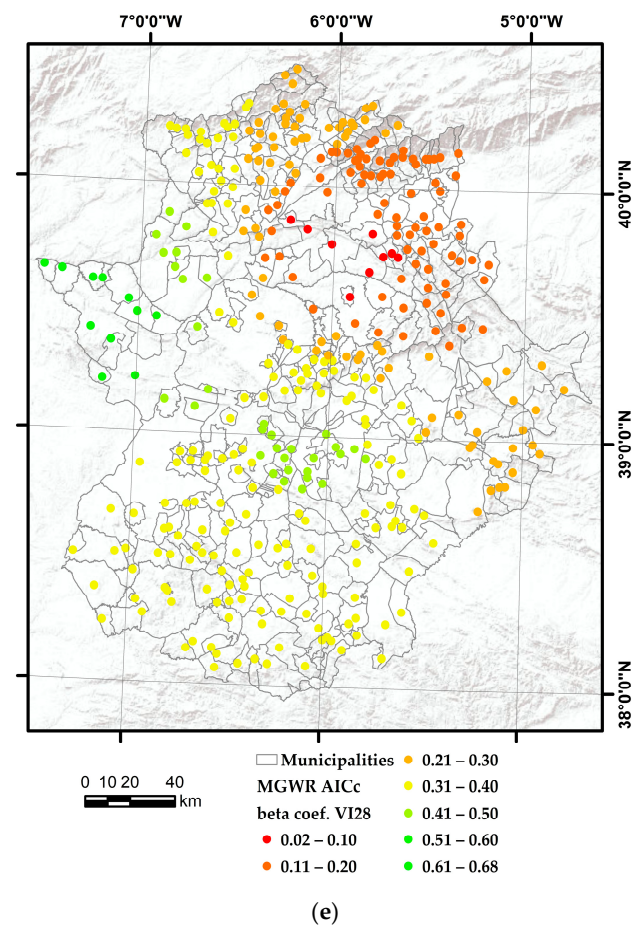 7°0'0"W 6°0'0"W 5°0'0"W
40°0'0"N
39°0'0"N
38°0'0"N
0 10 20 40
km
Municipalities
MGWR AICc
beta coef. VI28
0.02 – 0.10
0.11 – 0.20
0.21 – 0.30
0.31 – 0.40
0.41 – 0.50
0.51 – 0.60
0.61 – 0.68
(e)